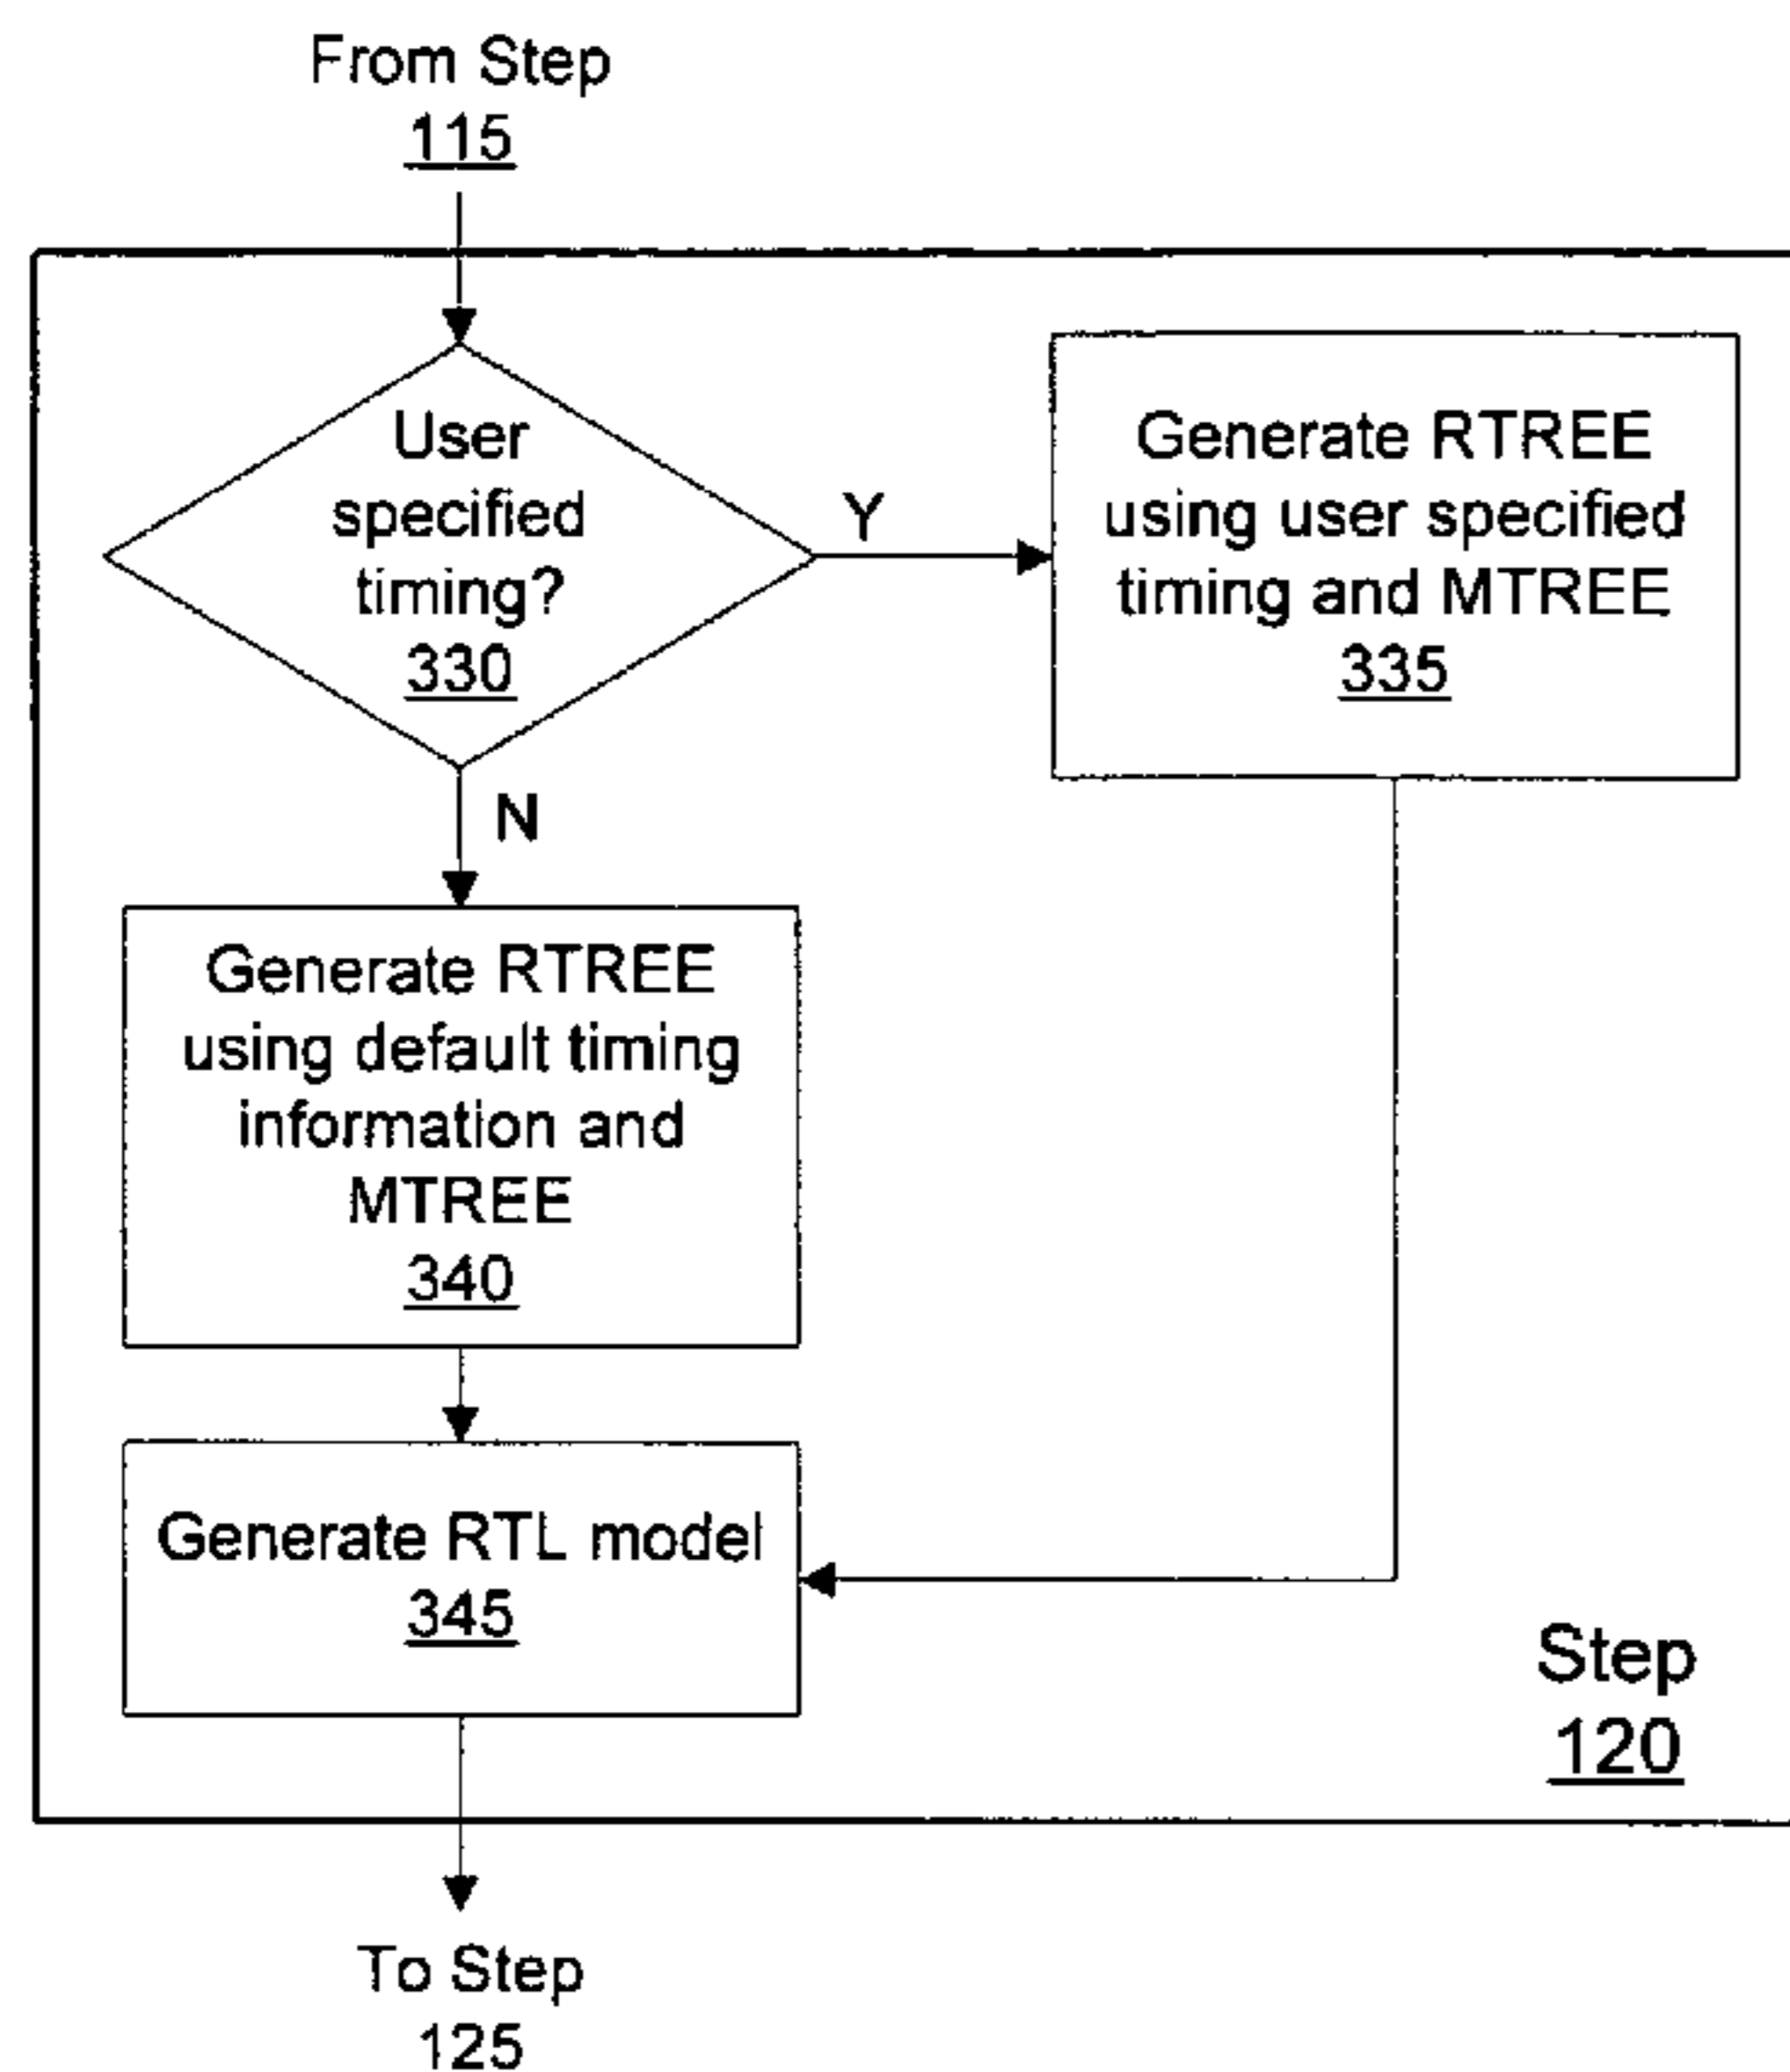 From Step
115
User
specified
timing?
330
Y
Generate RTREE
using user specified
timing and MTREE
335
N
Generate RTREE
using default timing
information and
MTREE
340
Generate RTL model
345
Step
120
To Step
125